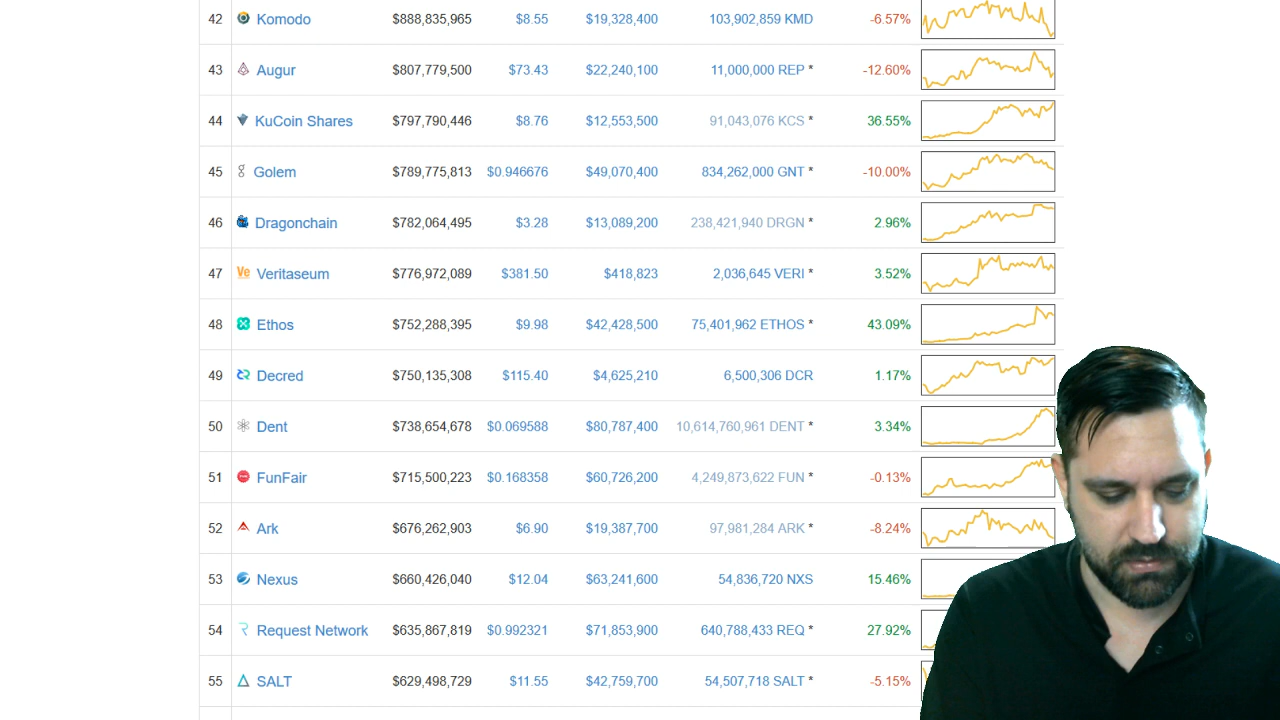 42 Komodo $888,835,965 $8.55 $19,328,400 103,902,859 KMD -6.57%
43 Augur $807,779,500 $73.43 $22,240,100 11,000,000 REP * -12.60%
44 KuCoin Shares $797,790,446 $8.76 $12,553,500 91,043,076 KCS * 36.55%
45 Golem $789,775,813 $0.946676 $49,070,400 834,262,000 GNT * -10.00%
46 Dragonchain $782,064,495 $3.28 $13,089,200 238,421,940 DRGN * 2.96%
47 Ve Veritaseum $776,972,089 $381.50 $418,823 2,036,645 VERI * 3.52%
48 Ethos $752,288,395 $9.98 $42,428,500 75,401,962 ETHOS * 43.09%
49 Decred $750,135,308 $115.40 $4,625,210 6,500,306 DCR 1.17%
50 Dent $738,654,678 $0.069588 $80,787,400 10,614,760,961 DENT * 3.34%
51 FunFair $715,500,223 $0.168358 $60,726,200 4,249,873,622 FUN * -0.13%
52 Ark $676,262,903 $6.90 $19,387,700 97,981,284 ARK * -8.24%
53 Nexus $660,426,040 $12.04 $63,241,600 54,836,720 NXS 15.46%
54 Request Network $635,867,819 $0.992321 $71,853,900 640,788,433 REQ * 27.92%
55 SALT $629,498,729 $11.55 $42,759,700 54,507,718 SALT * -5.15%